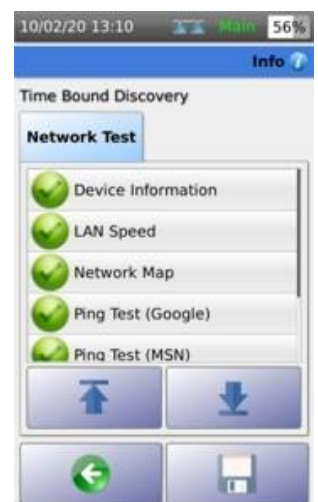 10/02/20 13:10 Main 56%
Info
Time Bound Discovery
Network Test
Device Information
LAN Speed
Network Map
Ping Test (Google)
Ping Test (MSN)